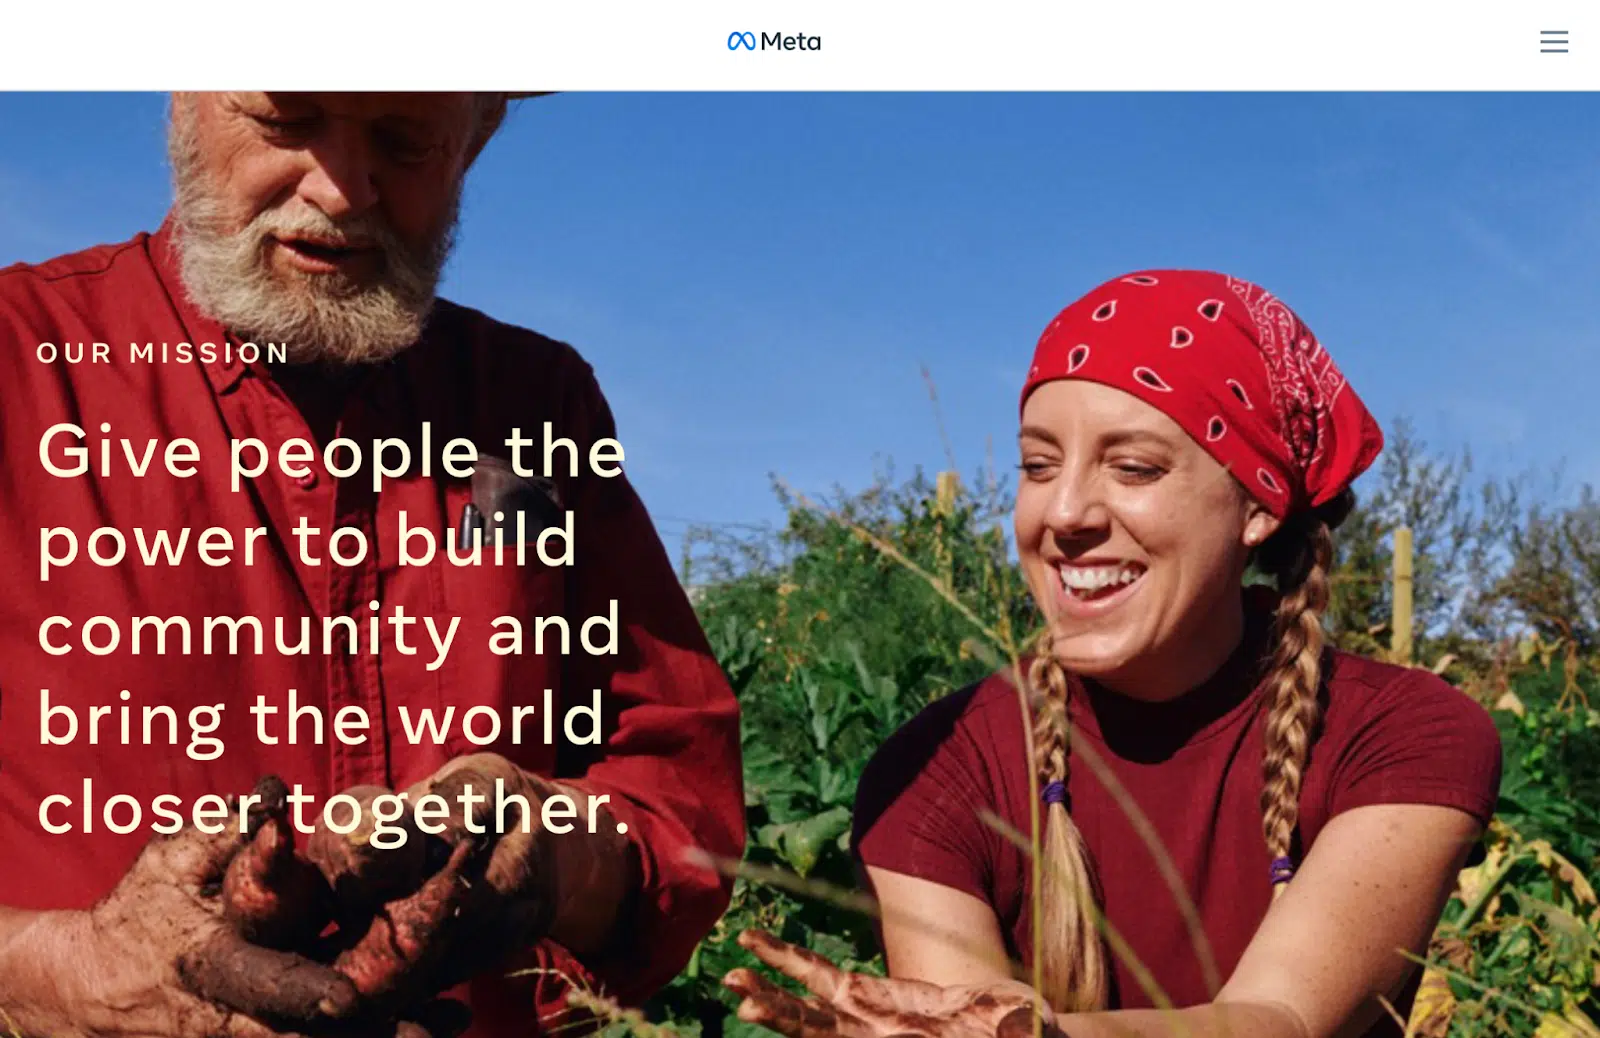 Meta
OUR MISSION
Give people the
power to build
community and
bring the world
closer together.